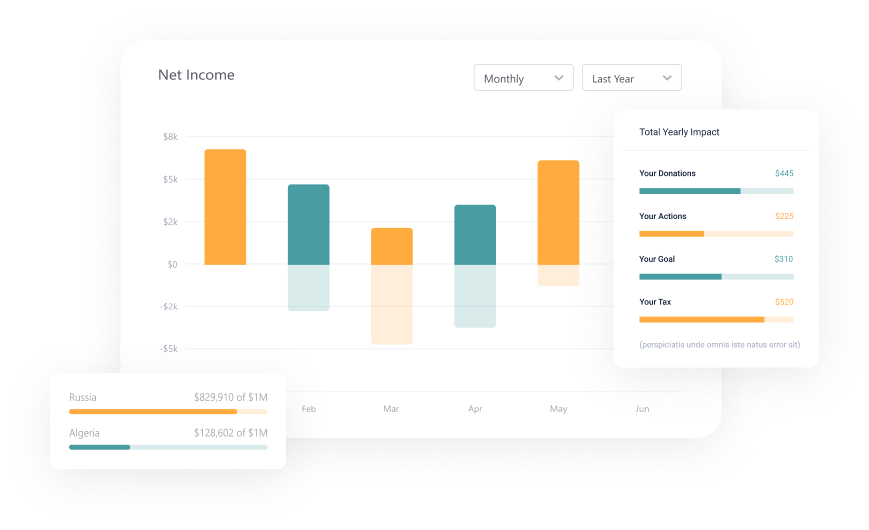 Net Income
Monthly
Last Year
$8k
$5k
$2k
$0
-$2k
-$5k
Feb
Mar
Apr
May
Jun
Total Yearly Impact
Your Donations $445
Your Actions $225
Your Goal $310
Your Tax $520
(perspiciatis unde omnis iste natus error sit)
Russia $829,910 of $1M
Algeria $128,602 of $1M